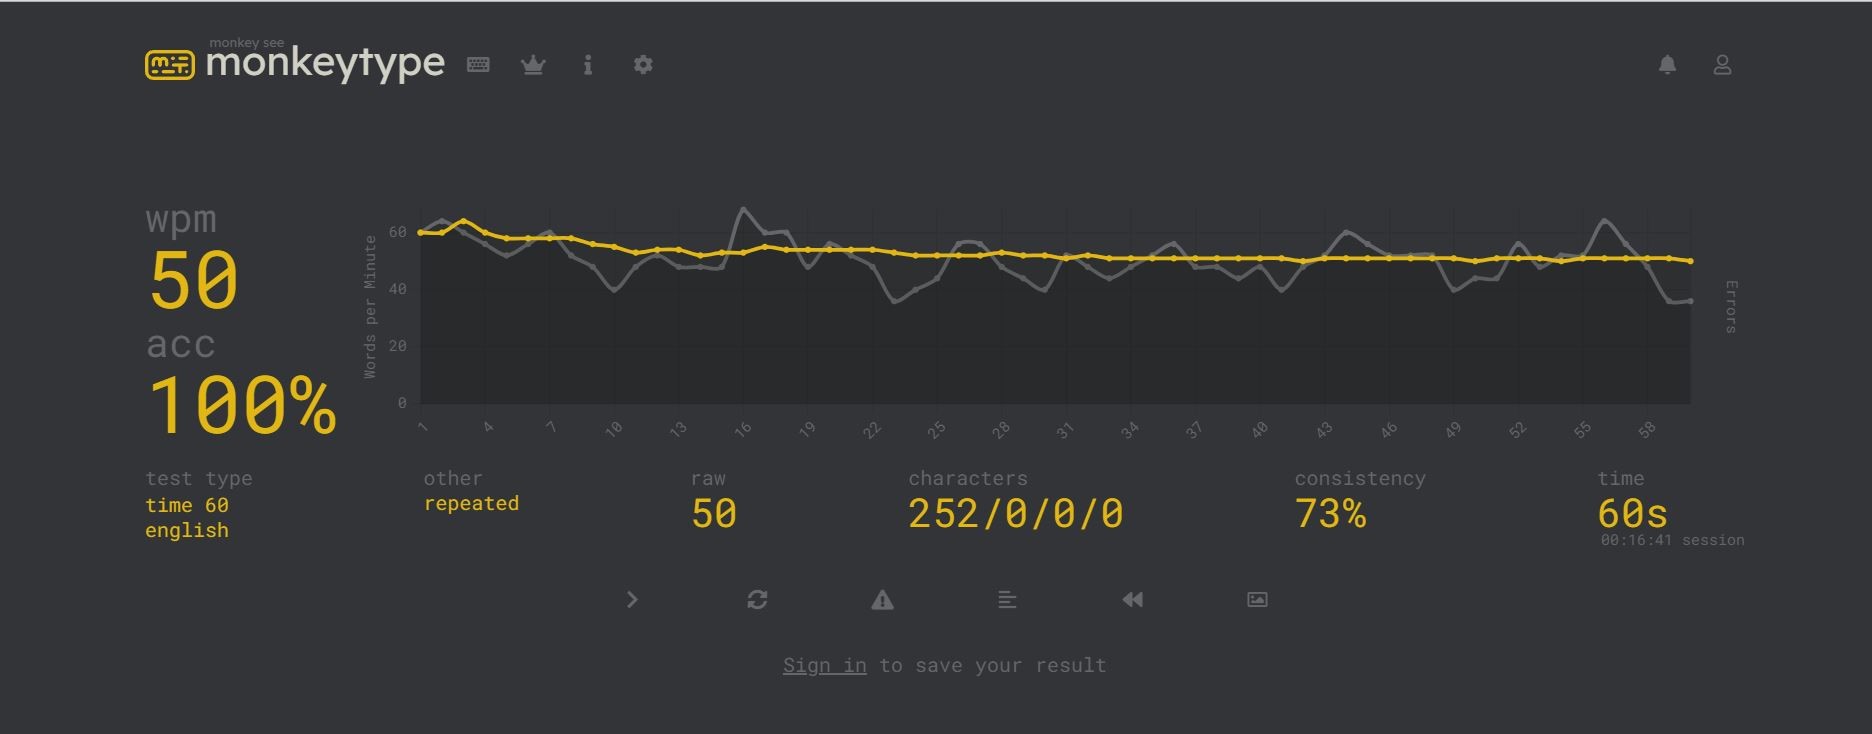 monkey see
monkeytype
wpm
50
acc
100%
Words per Minute
60
40
20
0
1 4 7 10 13 16 19 22 25 28 31 34 37 40 43 46 49 52 55 58
Errors
test type
time 60
english
other
repeated
raw
50
characters
252/0/0/0
consistency
73%
time
60s
00:16:41 session
Sign in to save your result